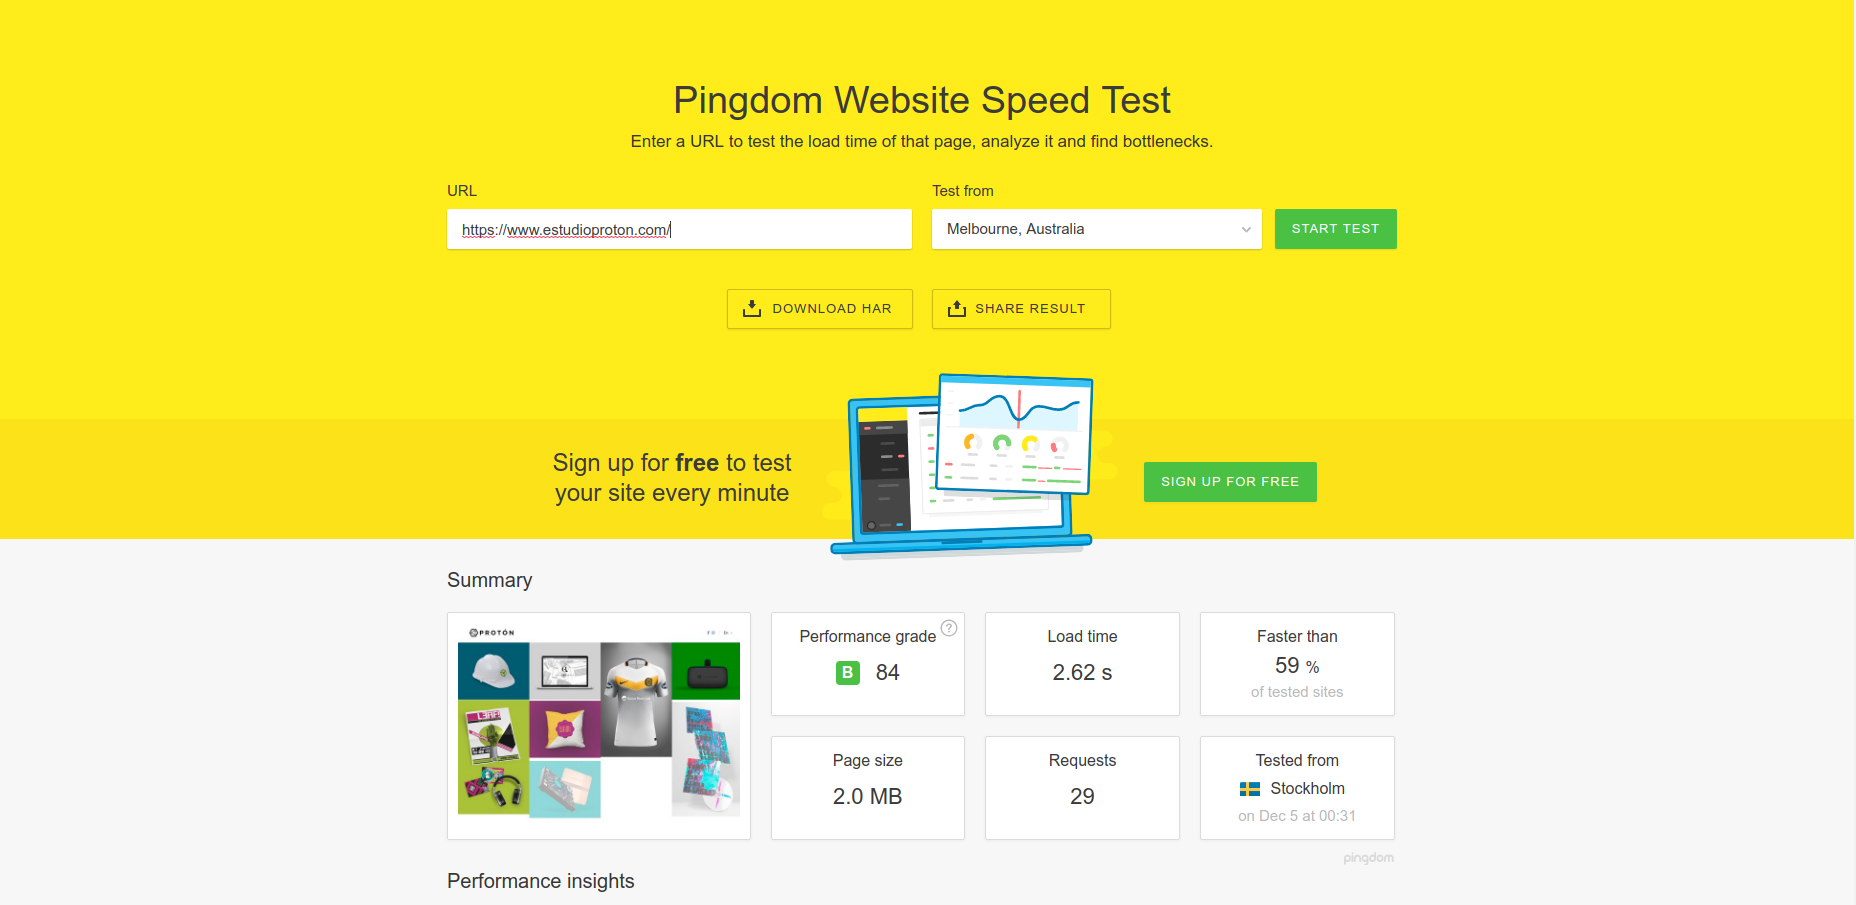 Pingdom Website Speed Test
Enter a URL to test the load time of that page, analyze it and find bottlenecks.
URL
Test from
https://www.estudioproton.com/
Melbourne, Australia
START TEST
DOWNLOAD HAR
SHARE RESULT
Sign up for free to test
your site every minute
SIGN UP FOR FREE
Summary
PROTÓN
Performance grade
?
B 84
Load time
2.62 s
Faster than
59 %
of tested sites
Page size
2.0 MB
Requests
29
Tested from
Stockholm
on Dec 5 at 00:31
pingdom
Performance insights